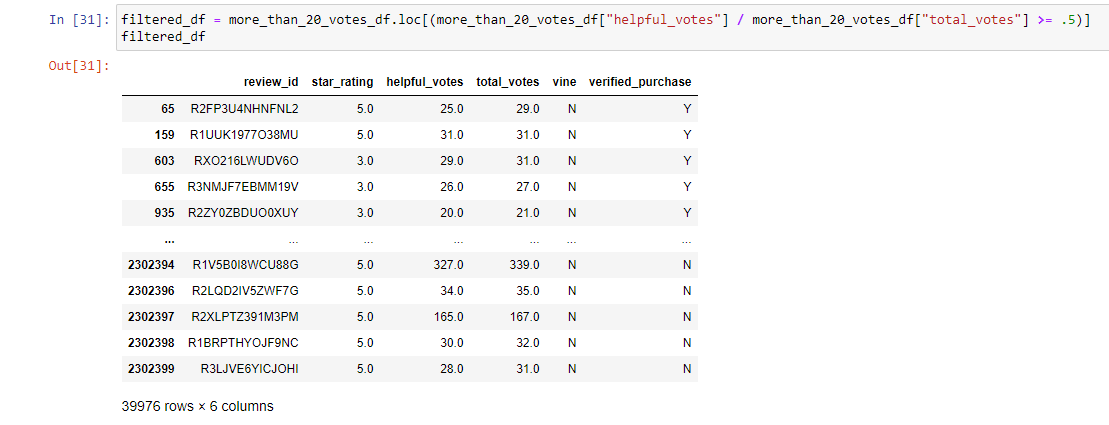 In [31]: filtered_df = more_than_20_votes_df.loc[(more_than_20_votes_df["helpful_votes"] / more_than_20_votes_df["total_votes"] >= .5)]
filtered_df
Out[31]:
review_id star_rating helpful_votes total_votes vine verified_purchase
65 R2FP3U4NHNFNL2 5.0 25.0 29.0 N Y
159 R1UUK1977O38MU 5.0 31.0 31.0 N Y
603 RXO216LWUDV6O 3.0 29.0 31.0 N Y
655 R3NMJF7EBMM19V 3.0 26.0 27.0 N Y
935 R2ZY0ZBDUO0XUY 3.0 20.0 21.0 N Y
... ... ... ... ... ... ...
2302394 R1V5B0I8WCU88G 5.0 327.0 339.0 N N
2302396 R2LQD2IV5ZWF7G 5.0 34.0 35.0 N N
2302397 R2XLPTZ391M3PM 5.0 165.0 167.0 N N
2302398 R1BRPTHYOJF9NC 5.0 30.0 32.0 N N
2302399 R3LJVE6YICJOHI 5.0 28.0 31.0 N N
39976 rows × 6 columns